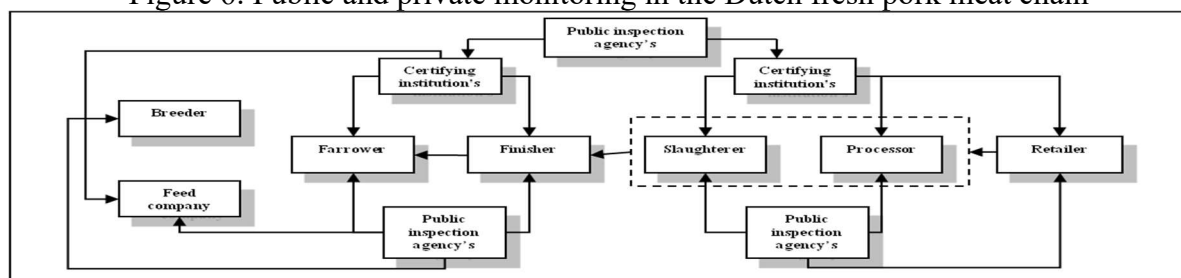 Figure 6: Public and private monitoring in the Dutch fresh pork meat chain
Public inspection
agency's
Certifying
institution's
Certifying
institution's
Breeder
Farrower
Finisher
Slaughterer
Processor
Retailer
Feed
company
Public
inspection
agency's
Public
inspection
agency's